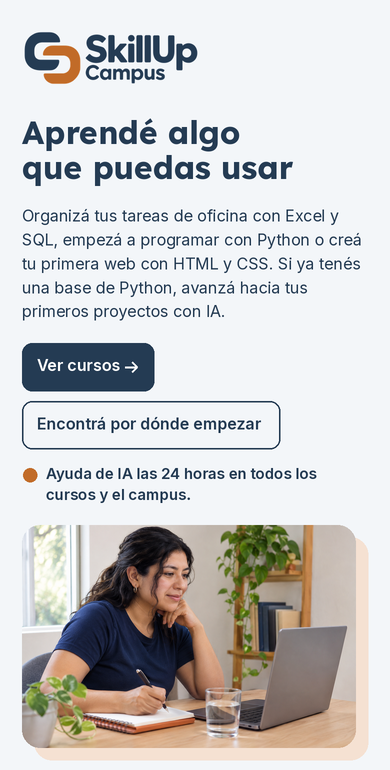 SkillUp
Campus
Aprendé algo
que puedas usar
Organizá tus tareas de oficina con Excel y
SQL, empezá a programar con Python o creá
tu primera web con HTML y CSS. Si ya tenés
una base de Python, avanzá hacia tus
primeros proyectos con IA.
Ver cursos →
Encontrá por dónde empezar
Ayuda de IA las 24 horas en todos los
cursos y el campus.